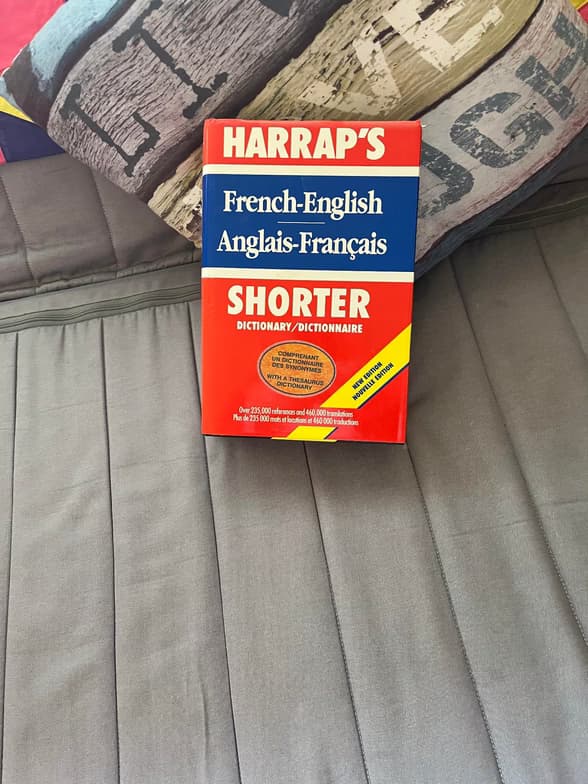 LIVE
LAUGH
HARRAP'S
French-English
Anglais-Français
SHORTER
DICTIONARY/DICTIONNAIRE
COMPRENANT
UN DICTIONNAIRE
DES SYNONYMES
WITH A THESAURUS
DICTIONARY
NEW EDITION
NOUVELLE EDITION
Over 235,000 references and 460,000 translations
Plus de 235 000 mots et locutions et 460 000 traductions